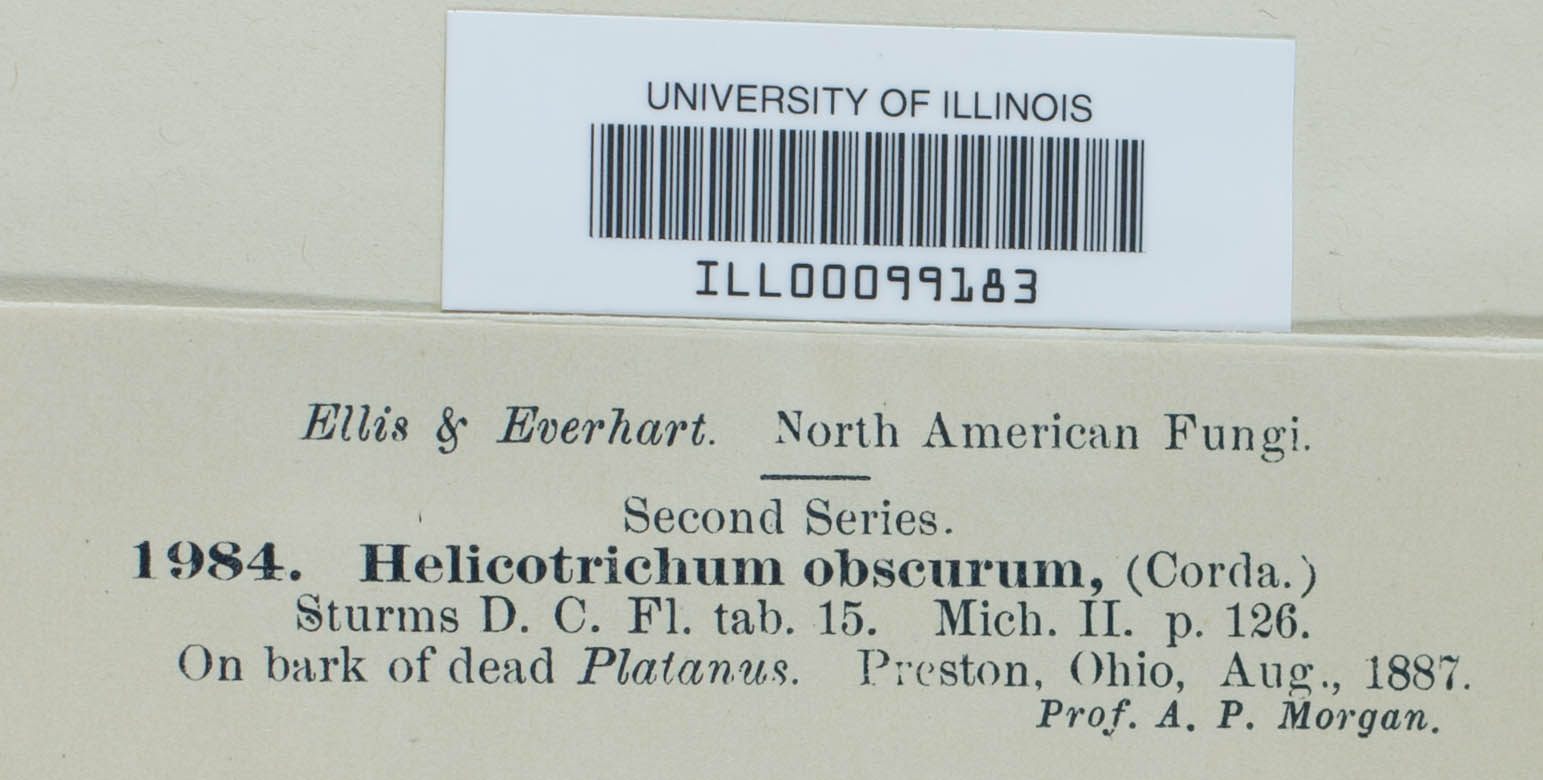 UNIVERSITY OF ILLINOIS
ILL00099183
Ellis & Everhart. North American Fungi.
Second Series.
1984. Helicotrichum obscurum, (Corda.)
Sturms D. C. Fl. tab. 15. Mich. II. p. 126.
On bark of dead Platanus. Preston, Ohio, Aug., 1887.
Prof. A. P. Morgan.